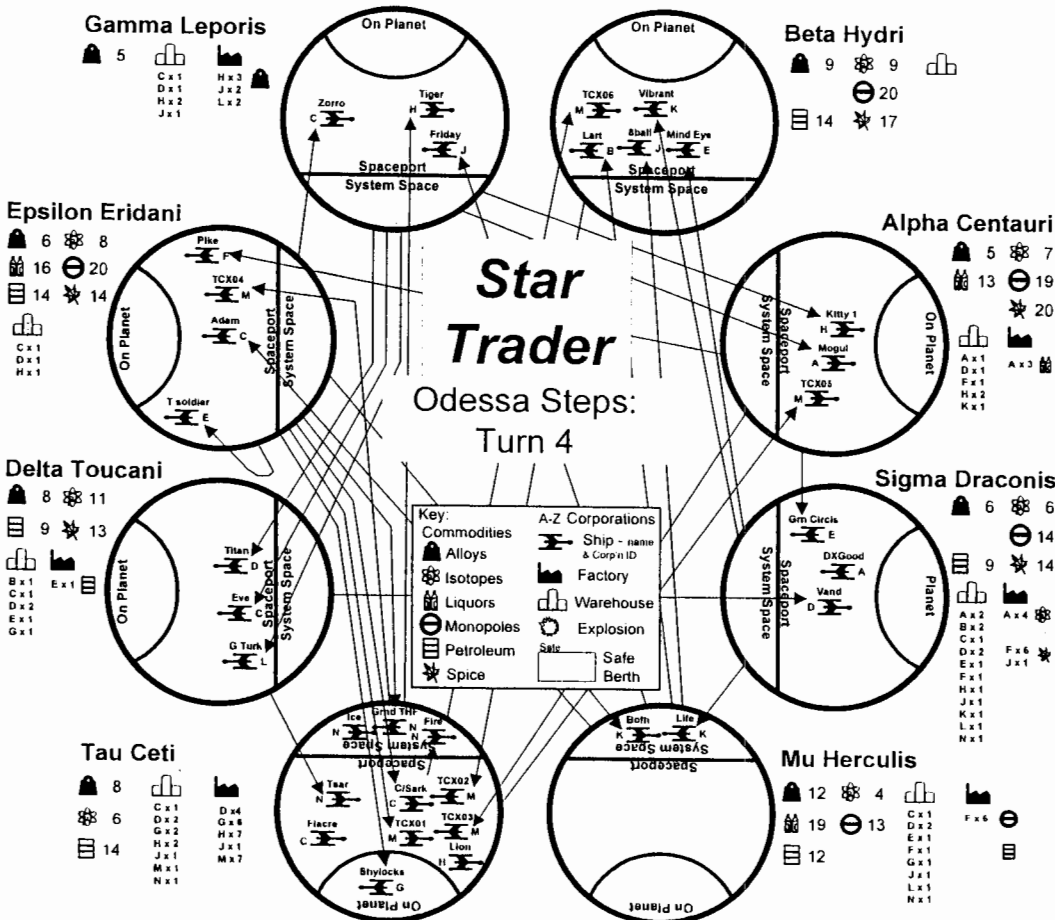 Gamma Leporis
5
C x 1
D x 1
H x 2
J x 1
H x 3
J x 2
L x 2
On Planet
Zorro
C
Tiger
H
Friday
J
Spaceport
System Space
On Planet
TCX06
M
Vibrant
K
Lart
B
8ball
J
Mind Eye
E
Spaceport
System Space
Beta Hydri
9 9
20
14 17
Epsilon Eridani
6 8
16 20
14 14
C x 1
D x 1
H x 1
On Planet
Pike
F
TCX04
M
Adam
C
T soldier
E
Spaceport
System Space
Star
Trader
Odessa Steps:
Turn 4
Alpha Centauri
5 7
13 19
20
A x 1
D x 1
F x 1
H x 2
K x 1
A x 3
System Space
Spaceport
Kitty 1
H
Mogul
A
TCX05
M
On Planet
Delta Toucani
8 11
9 13
B x 1
C x 1
D x 2
E x 1
G x 1
E x 1
On Planet
Titan
D
Eve
C
G Turk
L
Spaceport
System Space
Key:
Commodities
Alloys
Isotopes
Liquors
Monopoles
Petroleum
Spice
A-Z Corporations
Ship - name
& Corp'n ID
Factory
Warehouse
Explosion
Safe
Safe
Berth
Sigma Draconis
6 6
14
9 14
A x 2
B x 2
C x 1
D x 2
E x 1
F x 1
H x 1
J x 1
K x 1
L x 1
N x 1
A x 4
F x 6
J x 1
System Space
Spaceport
Grn Circls
E
DXGood
A
Vand
D
Planet
Tau Ceti
8
6
14
C x 1
D x 2
G x 2
H x 2
J x 1
M x 1
N x 1
D x 4
G x 6
H x 7
J x 1
M x 7
Ice
N
Grnd THF
N
Fire
N
System Space
Spaceport
Tsar
N
C/Sark
C
TCX02
M
Fiacre
C
TCX01
M
TCX03
M
Lion
H
Shylocks
G
On Planet
Both
K
Life
K
System Space
Spaceport
On Planet
Mu Herculis
12 4
19 13
12
C x 1
D x 2
E x 1
F x 1
G x 1
J x 1
L x 1
N x 1
F x 6